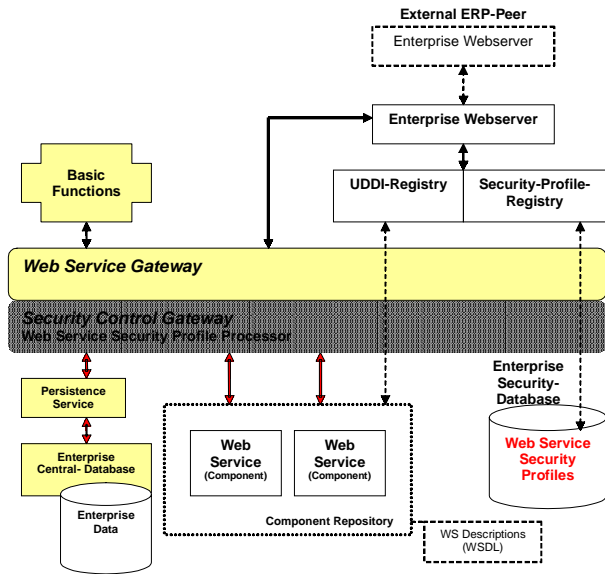 External ERP-Peer
Enterprise Webserver
Enterprise Webserver
Basic
Functions
UDDI-Registry
Security-Profile-
Registry
Web Service Gateway
Security Control Gateway
Web Service Security Profile Processor
Persistence
Service
Enterprise
Central- Database
Enterprise
Data
Web
Service
(Component)
Web
Service
(Component)
Component Repository
WS Descriptions
(WSDL)
Enterprise
Security-
Database
Web Service
Security
Profiles